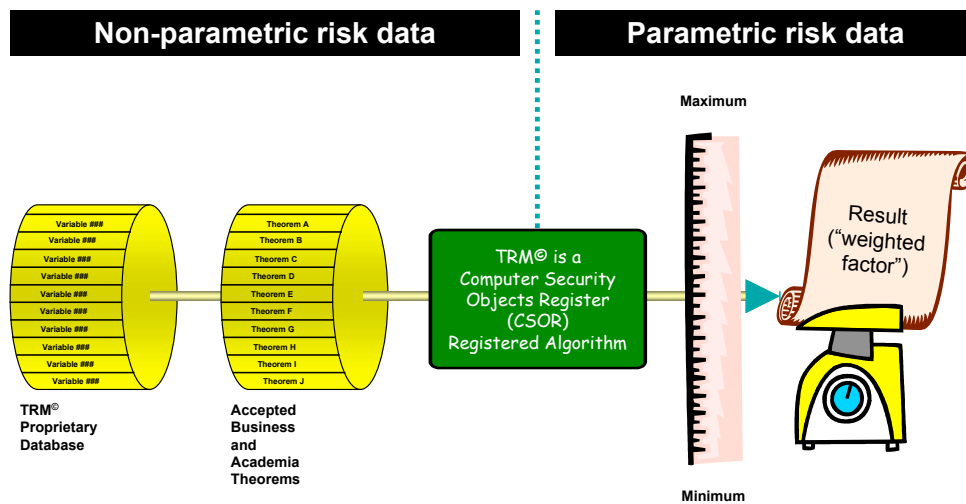 Non-parametric risk data
Parametric risk data
Maximum
Variable ###
Variable ###
Variable ###
Variable ###
Variable ###
Variable ###
Variable ###
Variable ###
Variable ###
Variable ###
TRM©
Proprietary
Database
Theorem A
Theorem B
Theorem C
Theorem D
Theorem E
Theorem F
Theorem G
Theorem H
Theorem I
Theorem J
Accepted
Business
and
Academia
Theorems
TRM© is a
Computer Security
Objects Register
(CSOR)
Registered Algorithm
Result
(“weighted
factor”)
Minimum